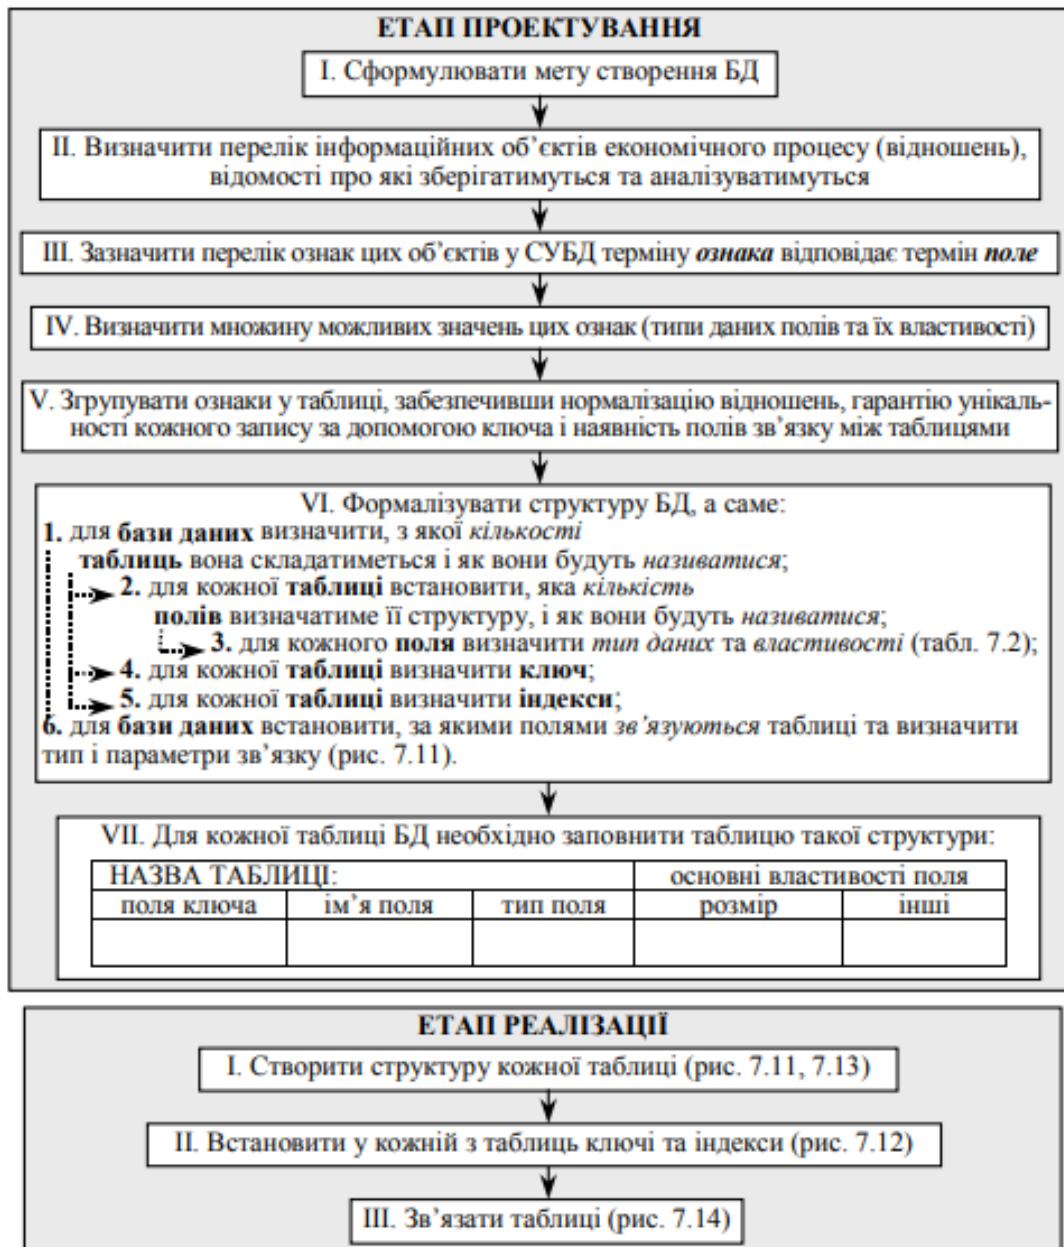 ЕТАП ПРОЕКТУВАННЯ
І. Сформулювати мету створення БД
ІІ. Визначити перелік інформаційних об’єктів економічного процесу (відношень),
відомості про які зберігатимуться та аналізуватимуться
ІІІ. Зазначити перелік ознак цих об’єктів у СУБД терміну ознака відповідає термін поле
IV. Визначити множину можливих значень цих ознак (типи даних полів та їх властивості)
V. Згрупувати ознаки у таблиці, забезпечивши нормалізацію відношень, гарантію унікаль-
ності кожного запису за допомогою ключа і наявність полів зв’язку між таблицями
VI. Формалізувати структуру БД, а саме:
1. для бази даних визначити, з якої кількості
таблиць вона складатиметься і як вони будуть називатися;
2. для кожної таблиці встановити, яка кількість
полів визначатиме її структуру, і як вони будуть називатися;
3. для кожного поля визначити тип даних та властивості (табл. 7.2);
4. для кожної таблиці визначити ключ;
5. для кожної таблиці визначити індекси;
6. для бази даних встановити, за якими полями зв’язуються таблиці та визначити
тип і параметри зв’язку (рис. 7.11).
VII. Для кожної таблиці БД необхідно заповнити таблицю такої структури:
НАЗВА ТАБЛИЦІ: основні властивості поля
поля ключа ім’я поля тип поля розмір інші
ЕТАП РЕАЛІЗАЦІЇ
І. Створити структуру кожної таблиці (рис. 7.11, 7.13)
ІІ. Встановити у кожній з таблиць ключі та індекси (рис. 7.12)
ІІІ. Зв’язати таблиці (рис. 7.14)